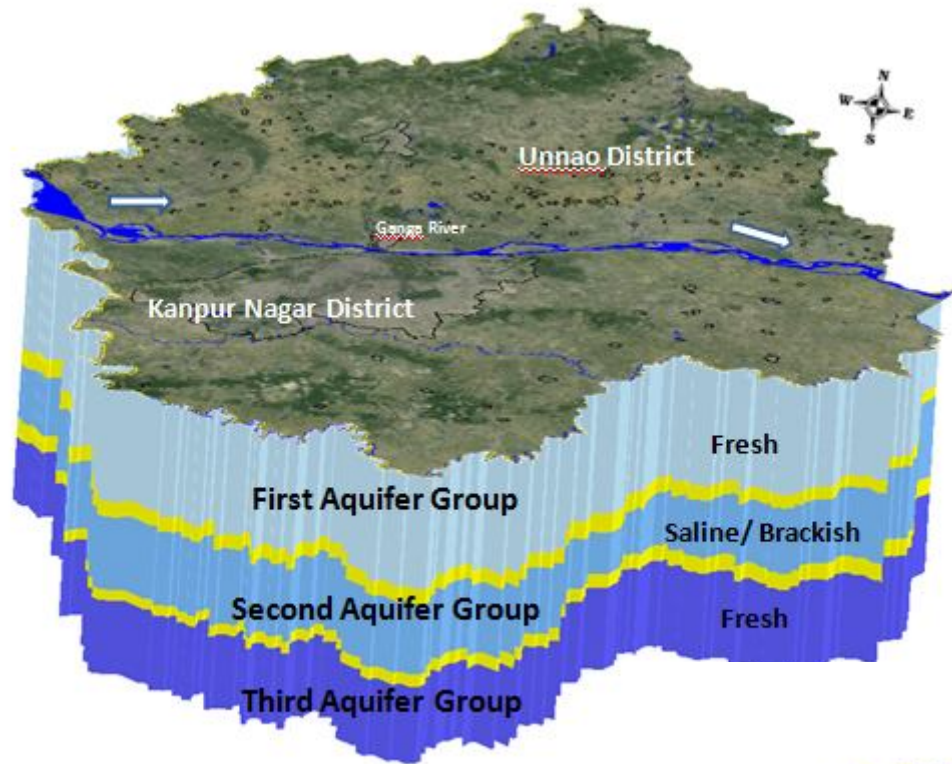 N
W E
S
Unnao District
Ganga River
Kanpur Nagar District
Fresh
First Aquifer Group
Saline/ Brackish
Second Aquifer Group
Fresh
Third Aquifer Group